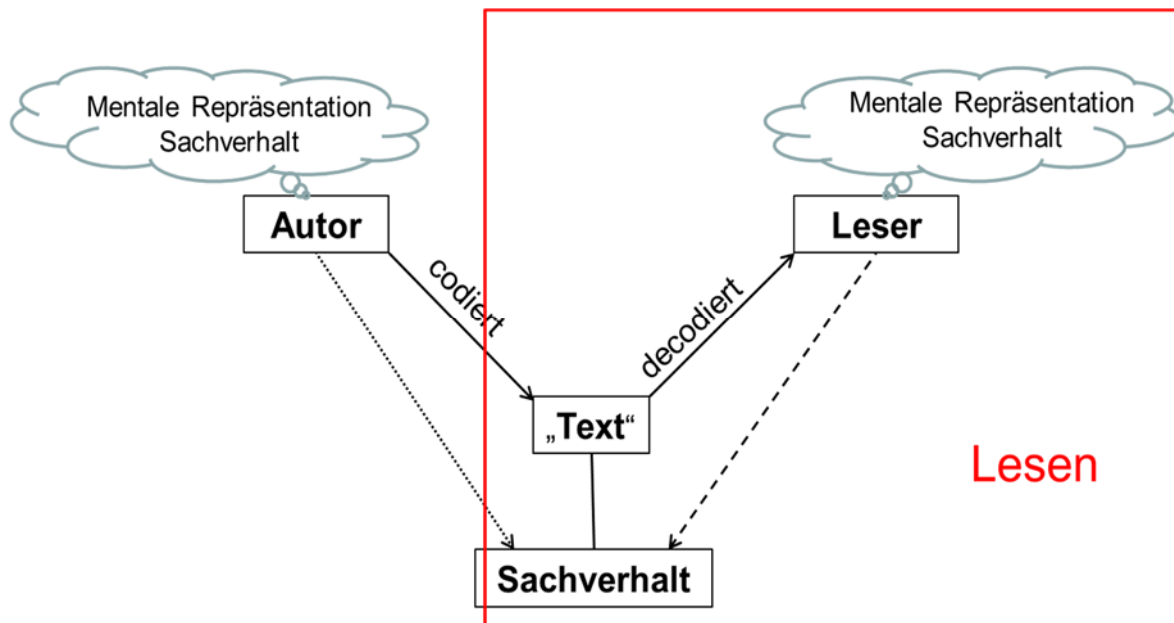 Mentale Repräsentation
Sachverhalt
Mentale Repräsentation
Sachverhalt
Autor
Leser
codiert
decodiert
„Text“
Lesen
Sachverhalt